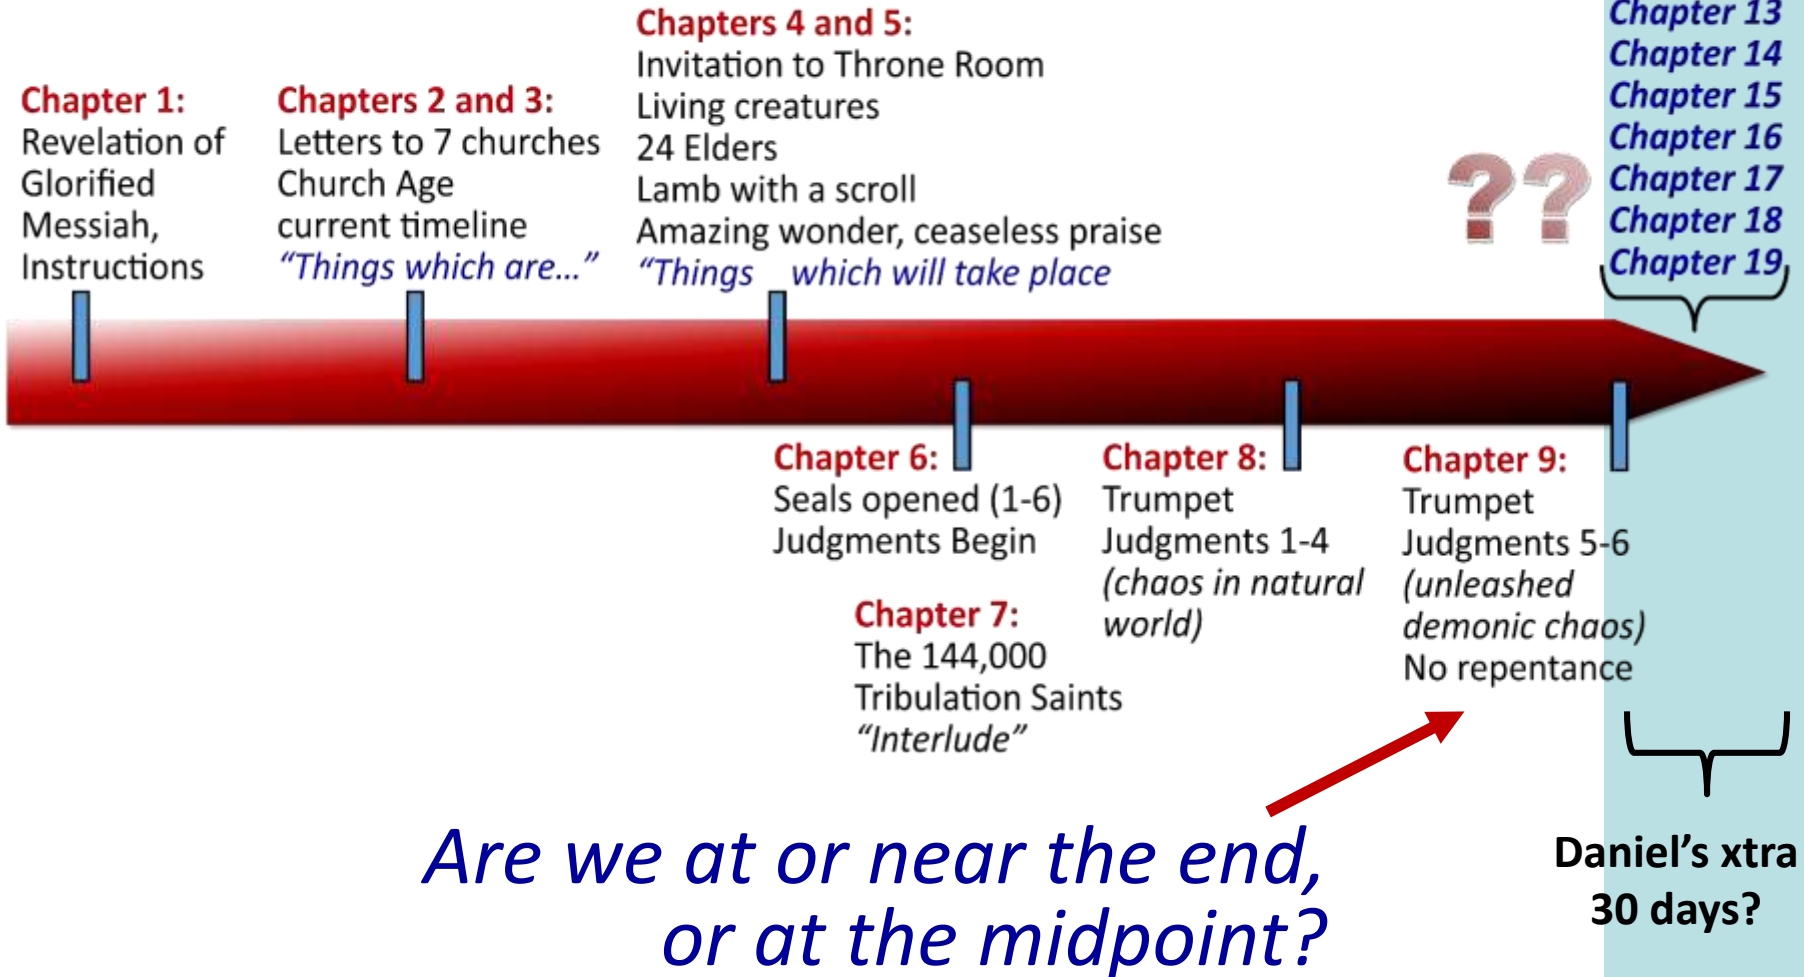 Chapter 1:
Revelation of
Glorified
Messiah,
Instructions
Chapters 2 and 3:
Letters to 7 churches
Church Age
current timeline
“Things which are...”
Chapters 4 and 5:
Invitation to Throne Room
Living creatures
24 Elders
Lamb with a scroll
Amazing wonder, ceaseless praise
“Things which will take place
??
Chapter 13
Chapter 14
Chapter 15
Chapter 16
Chapter 17
Chapter 18
Chapter 19
Chapter 6:
Seals opened (1-6)
Judgments Begin
Chapter 7:
The 144,000
Tribulation Saints
“Interlude”
Chapter 8:
Trumpet
Judgments 1-4
(chaos in natural
world)
Chapter 9:
Trumpet
Judgments 5-6
(unleashed
demonic chaos)
No repentance
Are we at or near the end,
or at the midpoint?
Daniel’s xtra
30 days?